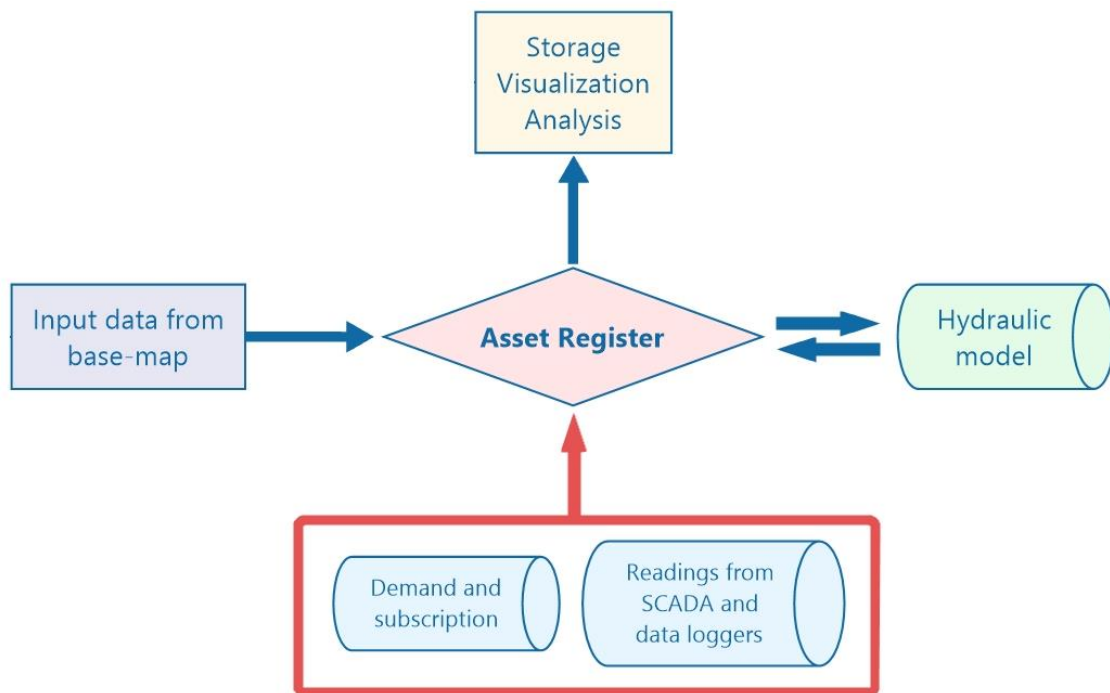 Storage
Visualization
Analysis
Input data from
base-map
Asset Register
Hydraulic
model
Demand and
subscription
Readings from
SCADA and
data loggers